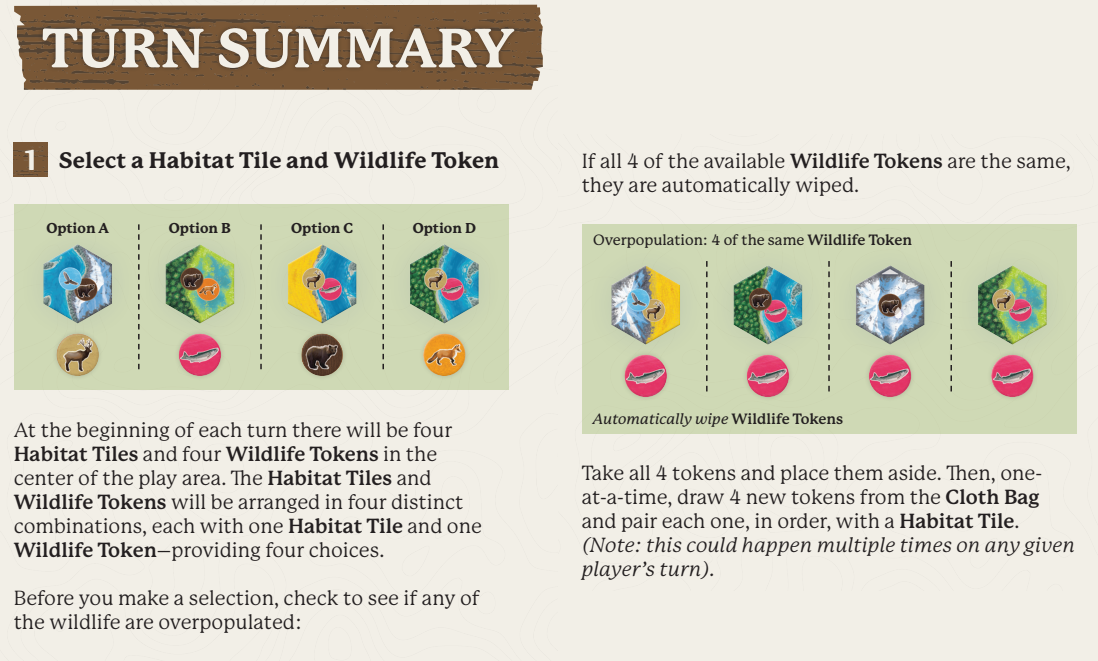 TURN SUMMARY
1 Select a Habitat Tile and Wildlife Token
Option A Option B Option C Option D
At the beginning of each turn there will be four
Habitat Tiles and four Wildlife Tokens in the
center of the play area. The Habitat Tiles and
Wildlife Tokens will be arranged in four distinct
combinations, each with one Habitat Tile and one
Wildlife Token—providing four choices.
Before you make a selection, check to see if any of
the wildlife are overpopulated:
If all 4 of the available Wildlife Tokens are the same,
they are automatically wiped.
Overpopulation: 4 of the same Wildlife Token
Automatically wipe Wildlife Tokens
Take all 4 tokens and place them aside. Then, one-
at-a-time, draw 4 new tokens from the Cloth Bag
and pair each one, in order, with a Habitat Tile.
(Note: this could happen multiple times on any given
player's turn).